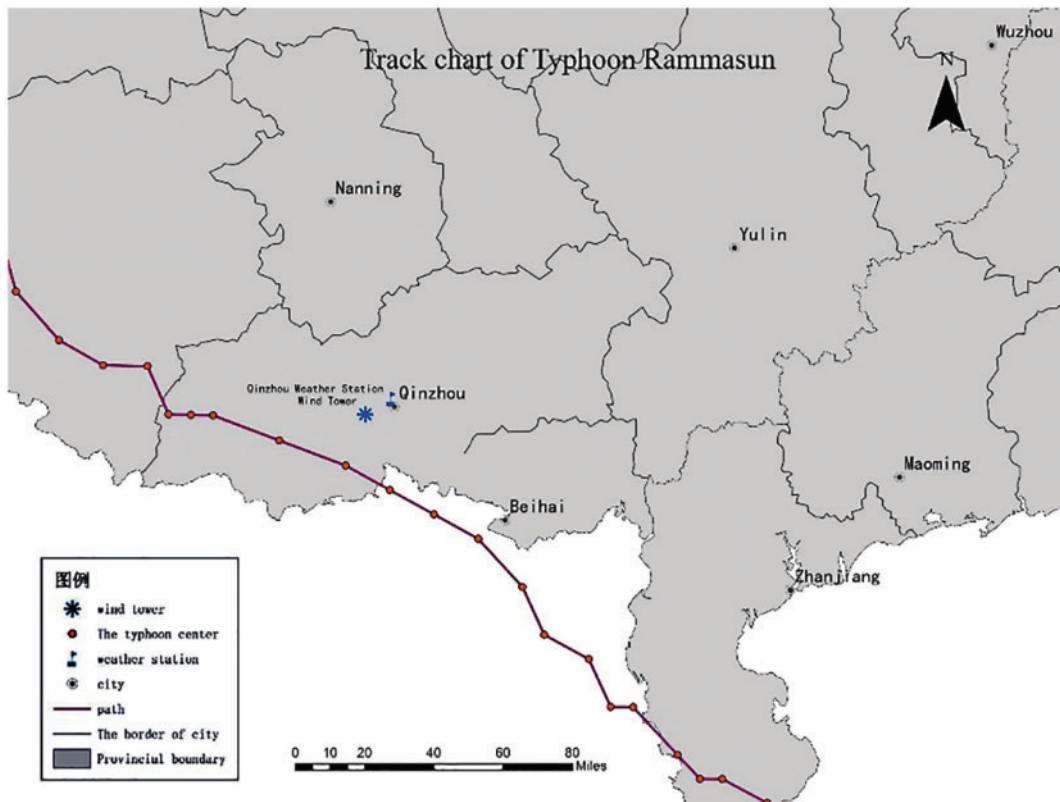 Track chart of Typhoon Rammasun
Wuzhou
N
Nanning
Yulin
Qinzhou Weather Station
Wind Tower
Qinzhou
Maoming
Beihai
Zhanjiang
图例
wind tower
The typhoon center
weather station
city
path
The border of city
Provinciul boundary
0 10 20 40 60 80
Miles